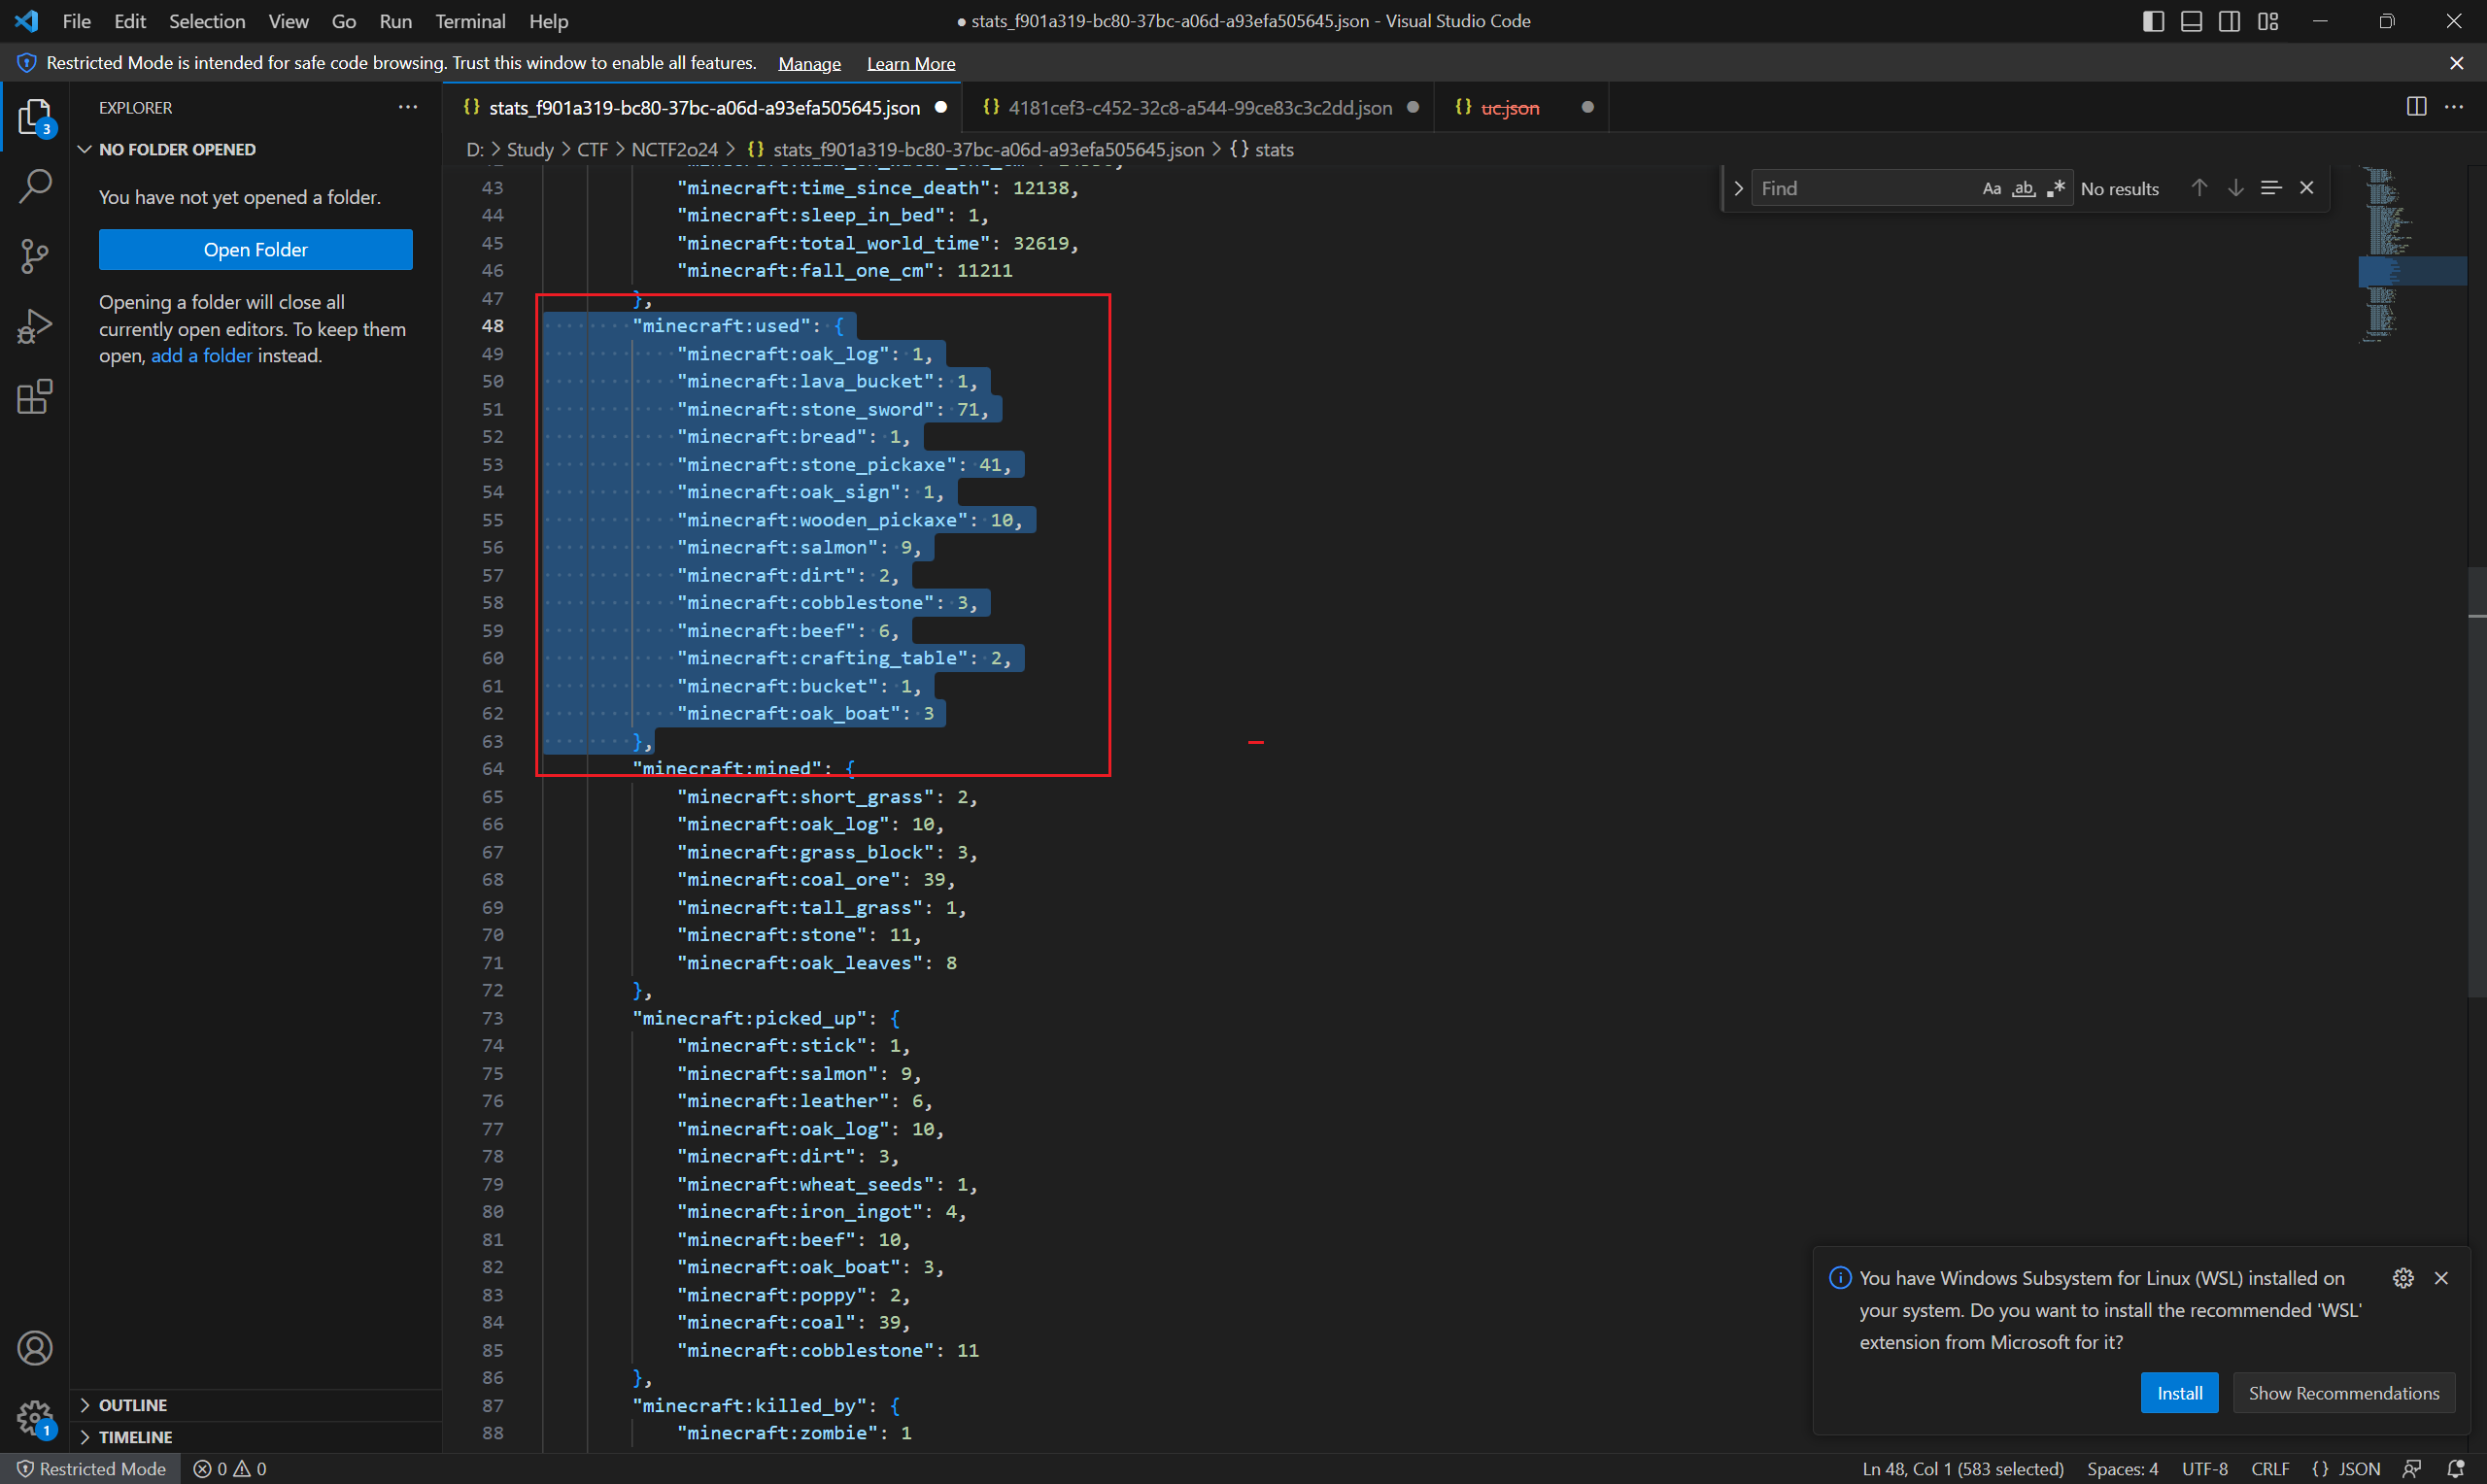 File Edit Selection View Go Run Terminal Help
● stats_f901a319-bc80-37bc-a06d-a93efa505645.json - Visual Studio Code
Restricted Mode is intended for safe code browsing. Trust this window to enable all features. Manage Learn More
EXPLORER
3
NO FOLDER OPENED
You have not yet opened a folder.
Open Folder
Opening a folder will close all
currently open editors. To keep them
open, add a folder instead.
OUTLINE
TIMELINE
1
{} stats_f901a319-bc80-37bc-a06d-a93efa505645.json ●
{} 4181cef3-c452-32c8-a544-99ce83c3c2dd.json ●
{} uc.json ●
D: > Study > CTF > NCTF2o24 > {} stats_f901a319-bc80-37bc-a06d-a93efa505645.json > {} stats
Find Aa ab, .* No results
43 "minecraft:time_since_death": 12138,
44 "minecraft:sleep_in_bed": 1,
45 "minecraft:total_world_time": 32619,
46 "minecraft:fall_one_cm": 11211
47 },
48 "minecraft:used": {
49 "minecraft:oak_log": 1,
50 "minecraft:lava_bucket": 1,
51 "minecraft:stone_sword": 71,
52 "minecraft:bread": 1,
53 "minecraft:stone_pickaxe": 41,
54 "minecraft:oak_sign": 1,
55 "minecraft:wooden_pickaxe": 10,
56 "minecraft:salmon": 9,
57 "minecraft:dirt": 2,
58 "minecraft:cobblestone": 3,
59 "minecraft:beef": 6,
60 "minecraft:crafting_table": 2,
61 "minecraft:bucket": 1,
62 "minecraft:oak_boat": 3
63 },
64 "minecraft:mined": {
65 "minecraft:short_grass": 2,
66 "minecraft:oak_log": 10,
67 "minecraft:grass_block": 3,
68 "minecraft:coal_ore": 39,
69 "minecraft:tall_grass": 1,
70 "minecraft:stone": 11,
71 "minecraft:oak_leaves": 8
72 },
73 "minecraft:picked_up": {
74 "minecraft:stick": 1,
75 "minecraft:salmon": 9,
76 "minecraft:leather": 6,
77 "minecraft:oak_log": 10,
78 "minecraft:dirt": 3,
79 "minecraft:wheat_seeds": 1,
80 "minecraft:iron_ingot": 4,
81 "minecraft:beef": 10,
82 "minecraft:oak_boat": 3,
83 "minecraft:poppy": 2,
84 "minecraft:coal": 39,
85 "minecraft:cobblestone": 11
86 },
87 "minecraft:killed_by": {
88 "minecraft:zombie": 1
You have Windows Subsystem for Linux (WSL) installed on
your system. Do you want to install the recommended 'WSL'
extension from Microsoft for it?
Install Show Recommendations
Restricted Mode 0 0
Ln 48, Col 1 (583 selected) Spaces: 4 UTF-8 CRLF {} JSON